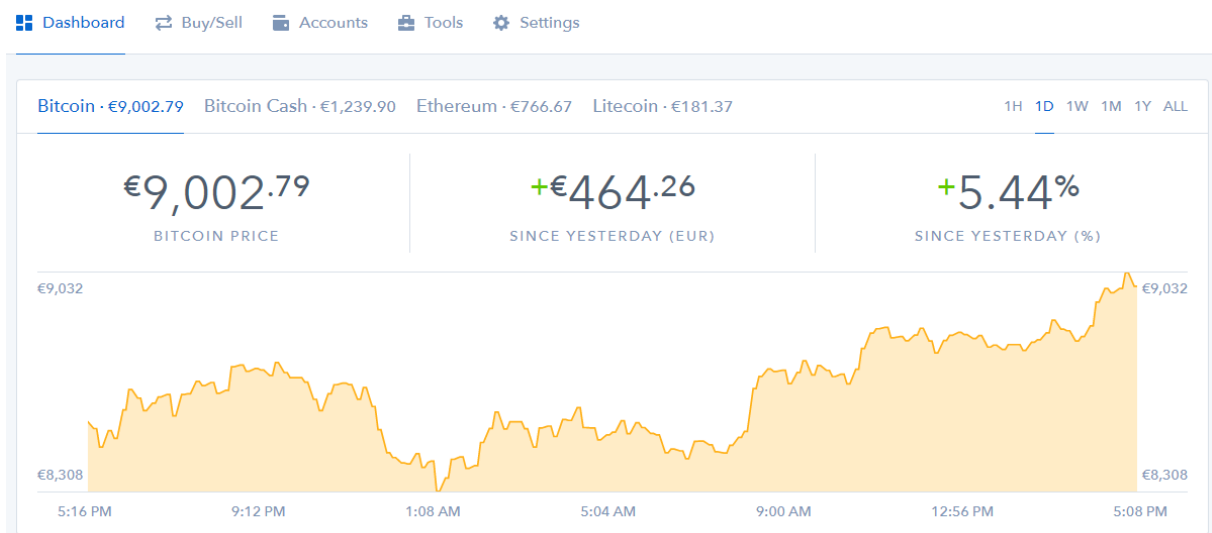 Dashboard Buy/Sell Accounts Tools Settings
Bitcoin · €9,002.79 Bitcoin Cash · €1,239.90 Ethereum · €766.67 Litecoin · €181.37 1H 1D 1W 1M 1Y ALL
€9,002.79 +€464.26 +5.44%
BITCOIN PRICE SINCE YESTERDAY (EUR) SINCE YESTERDAY (%)
€9,032 €9,032
€8,308 €8,308
5:16 PM 9:12 PM 1:08 AM 5:04 AM 9:00 AM 12:56 PM 5:08 PM